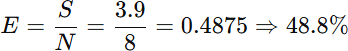 E = S/N = 3.9/8 = 0.4875 ⇒ 48.8%